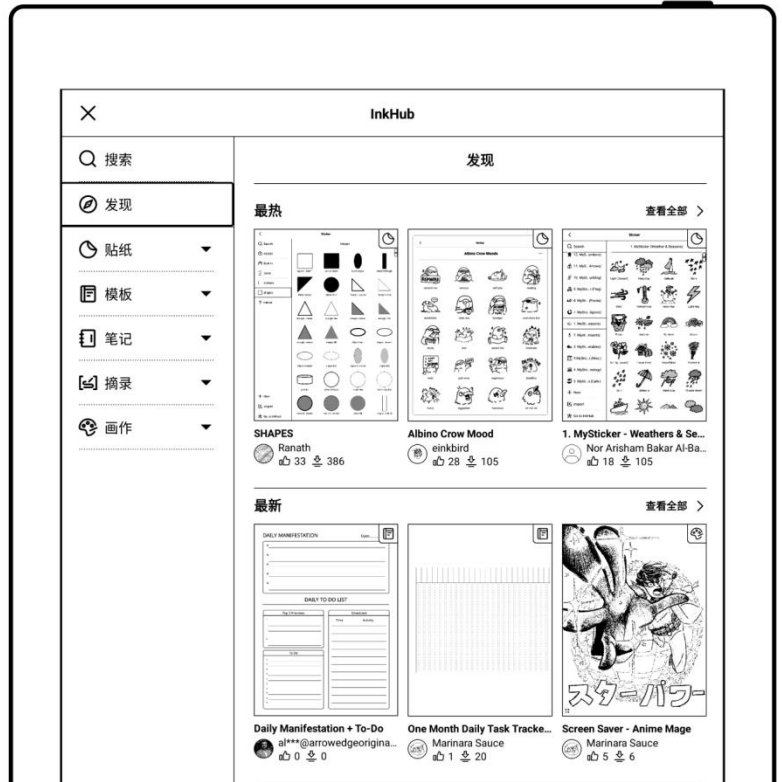 InkHub
搜索
发现
贴纸
模板
笔记
摘录
画作
发现
最热
查看全部
Albino Crow Mood
SHAPES
Ranath
33 386
Albino Crow Mood
einkbird
28 105
1. MySticker - Weathers & Se...
Nor Arisham Bakar Al-Ba...
18 105
最新
查看全部
DAILY MANIFESTATION
DAILY TO DO LIST
Daily Manifestation + To-Do
al***@arrowedgeorigina...
0 0
One Month Daily Task Tracke...
Marinara Sauce
1 20
スターパワー
Screen Saver - Anime Mage
Marinara Sauce
5 6